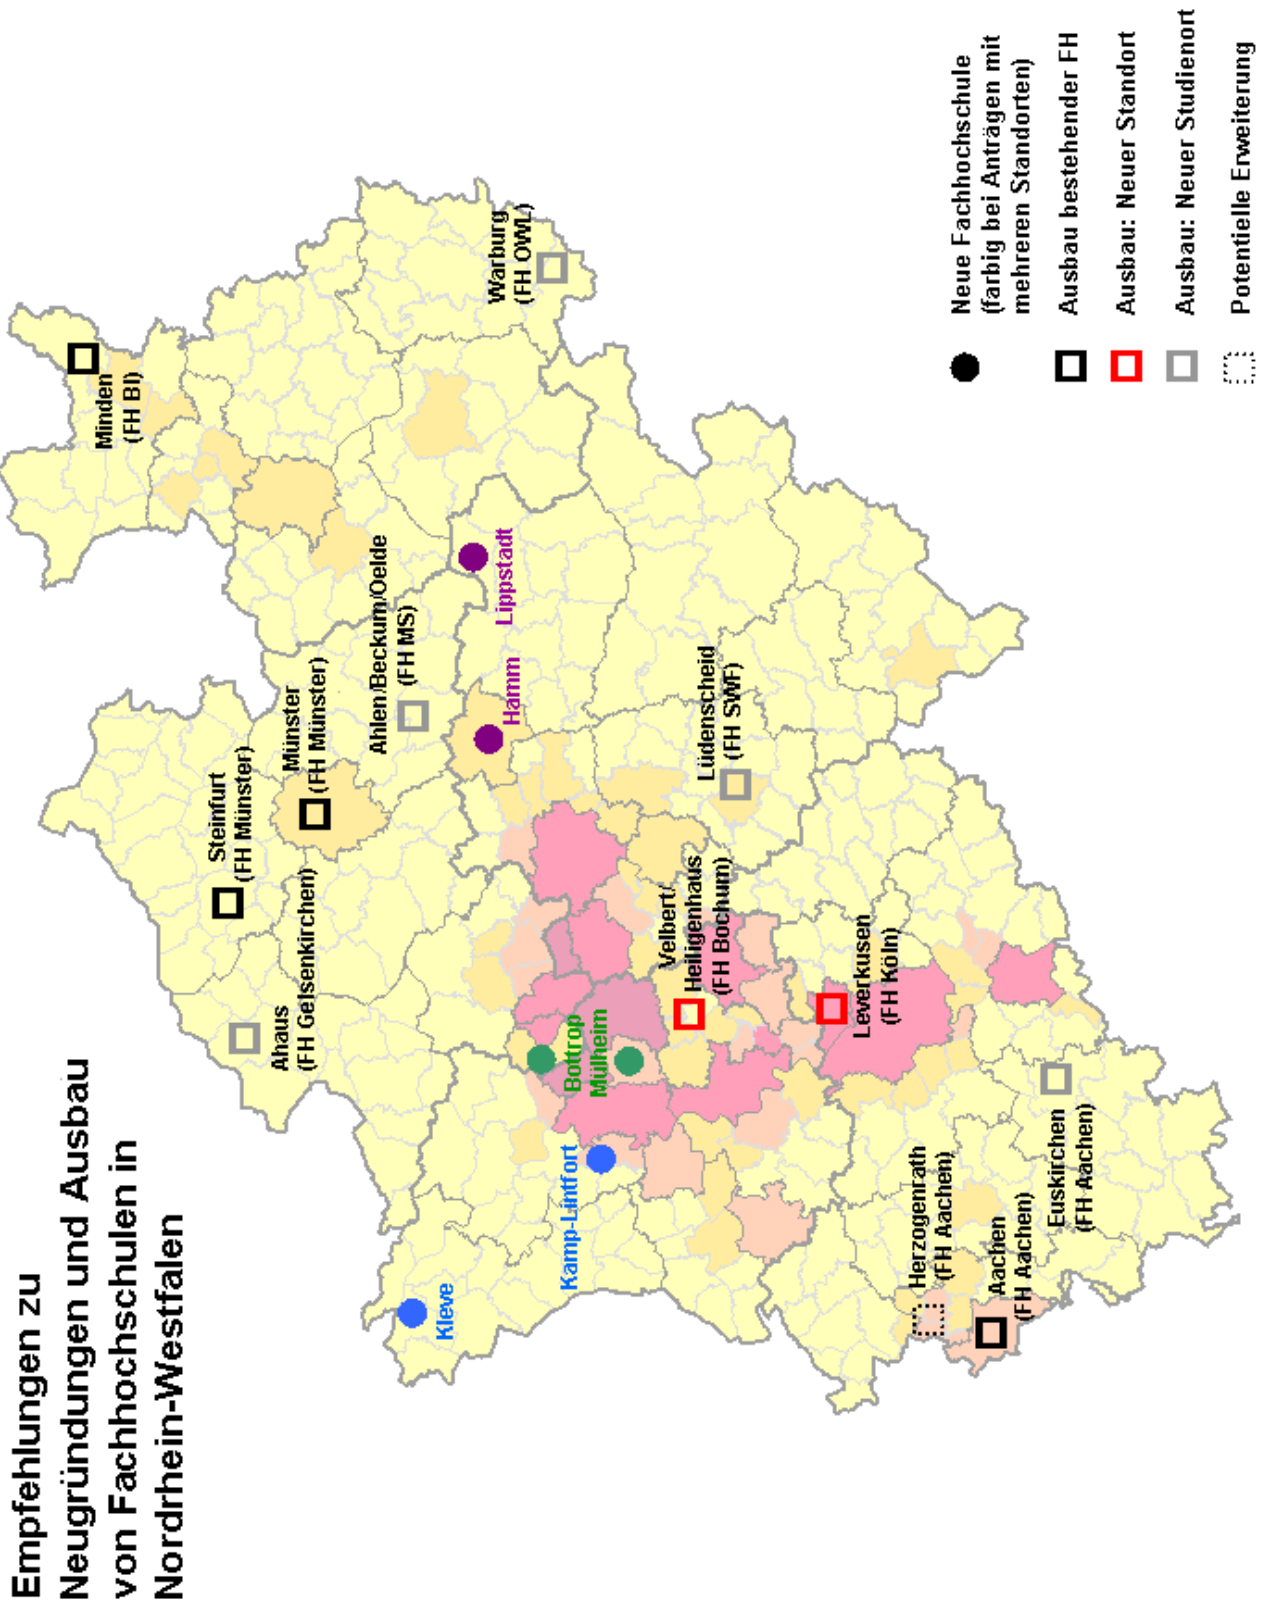 Empfehlungen zu
Neugründungen und Ausbau
von Fachhochschulen in
Nordrhein-Westfalen
Minden
(FH BI)
Steinfurt
(FH Münster)
Münster
(FH Münster)
Ahaus
(FH Gelsenkirchen)
Ahlen/Beckum/Oelde
(FH MS)
Warburg
(FH OWL)
Lippstadt
Hamm
Kleve
Kamp-Lintfort
Bottrop
Mülheim
Velbert/
Heiligenhaus
(FH Bochum)
Lüdenscheid
(FH SWF)
Leverkusen
(FH Köln)
Herzogenrath
(FH Aachen)
Aachen
(FH Aachen)
Euskirchen
(FH Aachen)
Neue Fachhochschule
(farbig bei Anträgen mit
mehreren Standorten)
Ausbau bestehender FH
Ausbau: Neuer Standort
Ausbau: Neuer Studienort
Potentielle Erweiterung